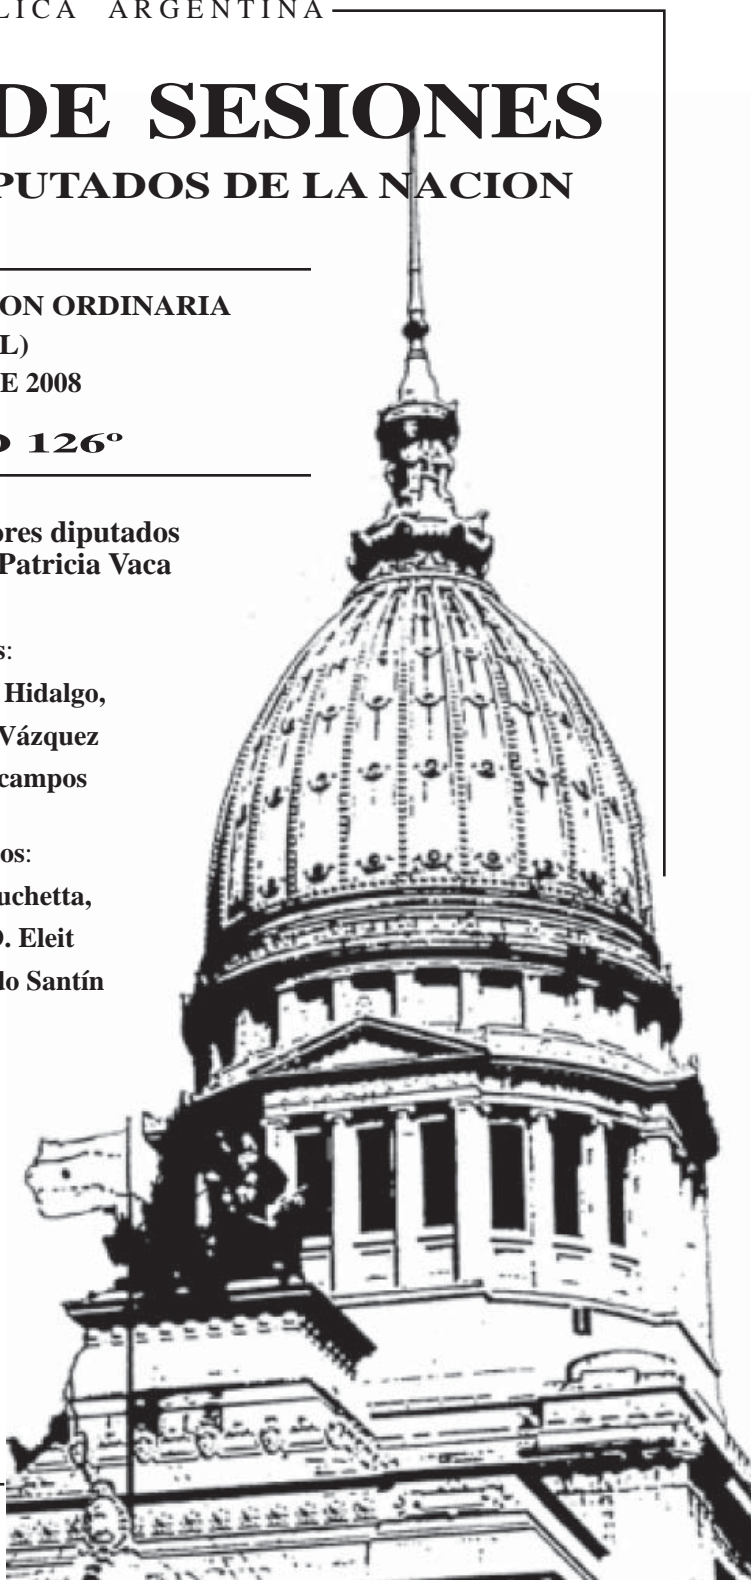 LICA ARGENTINA
DE SESIONES
PUTADOS DE LA NACION
ON ORDINARIA
L)
E 2008
O 126º
ores diputados
Patricia Vaca
s:
Hidalgo,
Vázquez
campos
os:
uchetta,
D. Eleit
do Santín